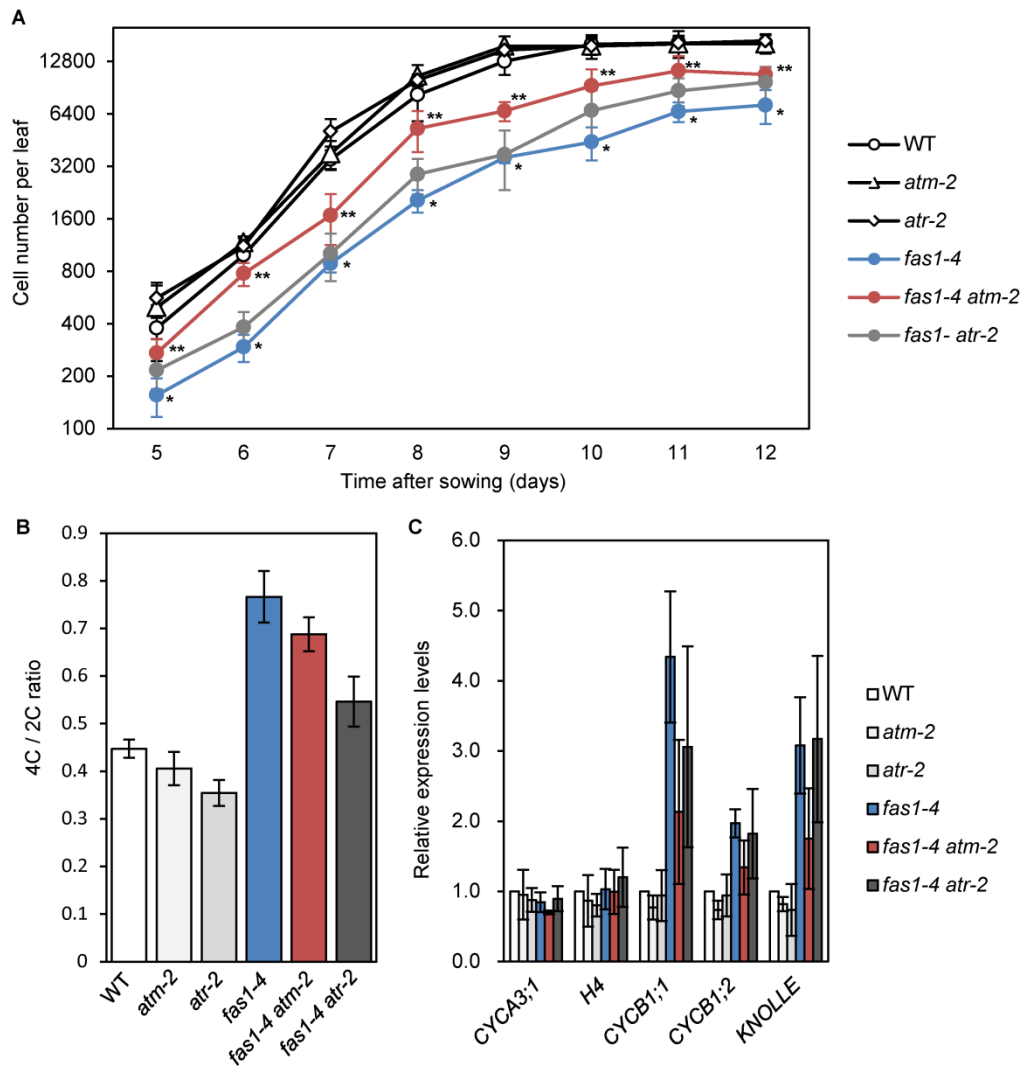 A
12800
6400
3200
1600
800
400
200
100
Cell number per leaf
5 6 7 8 9 10 11 12
Time after sowing (days)
** ** ** ** ** ** ** **
* * * * * * * *
WT
atm-2
atr-2
fas1-4
fas1-4 atm-2
fas1- atr-2
B
0.9
0.8
0.7
0.6
0.5
0.4
0.3
0.2
0.1
0
4C / 2C ratio
WT
atm-2
atr-2
fas1-4
fas1-4 atm-2
fas1-4 atr-2
C
6.0
5.0
4.0
3.0
2.0
1.0
0.0
Relative expression levels
CYCA3;1
H4
CYCB1;1
CYCB1;2
KNOLLE
WT
atm-2
atr-2
fas1-4
fas1-4 atm-2
fas1-4 atr-2